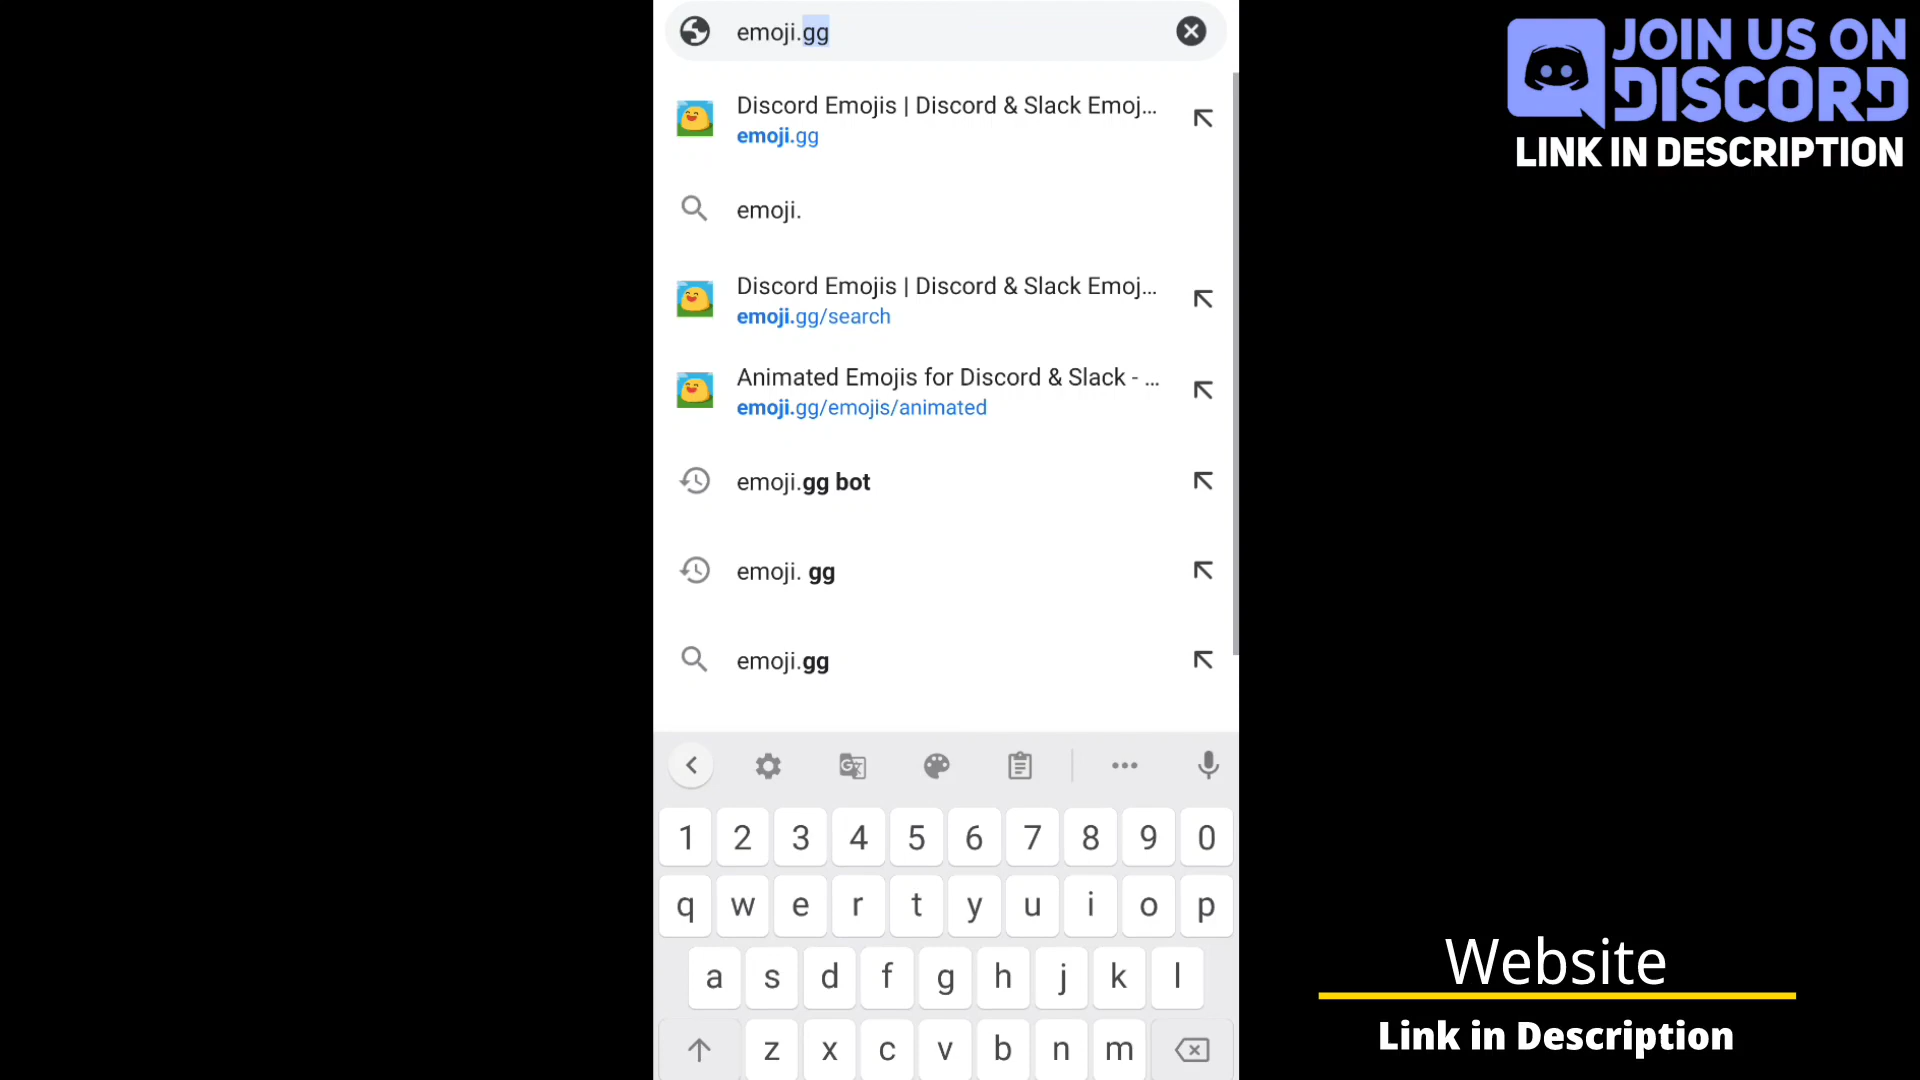 emoji.gg
JOIN US ON
DISCORD
LINK IN DESCRIPTION
Discord Emojis | Discord & Slack Emoj...
emoji.gg
emoji.
Discord Emojis | Discord & Slack Emoj...
emoji.gg/search
Animated Emojis for Discord & Slack - ...
emoji.gg/emojis/animated
emoji.gg bot
emoji. gg
emoji.gg
1 2 3 4 5 6 7 8 9 0
q w e r t y u i o p
a s d f g h j k l
z x c v b n m
Website
Link in Description